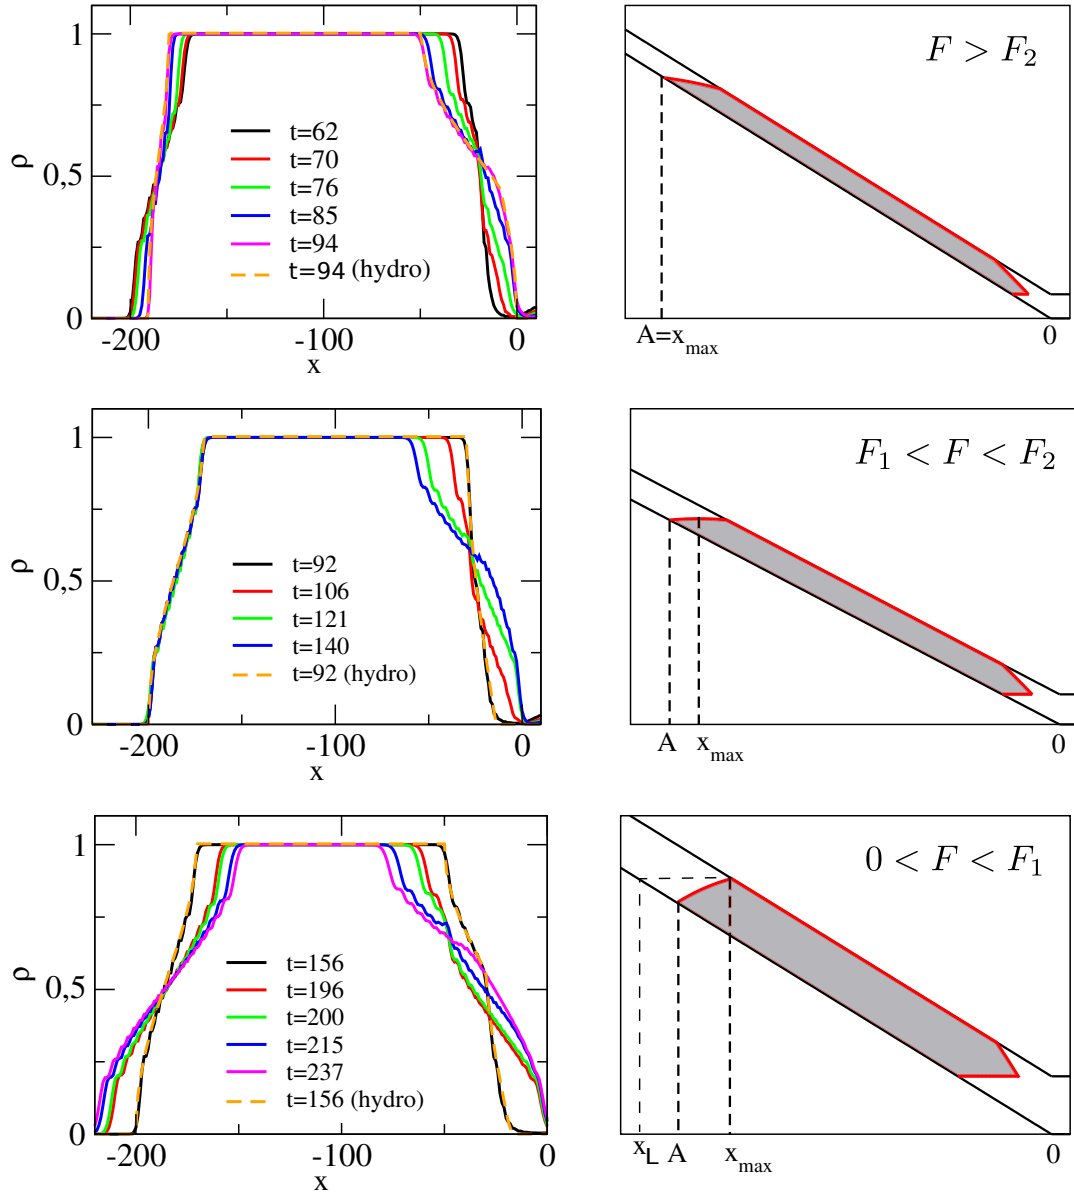 ρ
1
0,5
0
t=62
t=70
t=76
t=85
t=94
t=94 (hydro)
-200
-100
0
x
F > F2
A=xmax
0
ρ
1
0,5
0
t=92
t=106
t=121
t=140
t=92 (hydro)
-200
-100
0
x
F1 < F < F2
A
xmax
0
ρ
1
0,5
0
t=156
t=196
t=200
t=215
t=237
t=156 (hydro)
-200
-100
0
x
0 < F < F1
xL
A
xmax
0